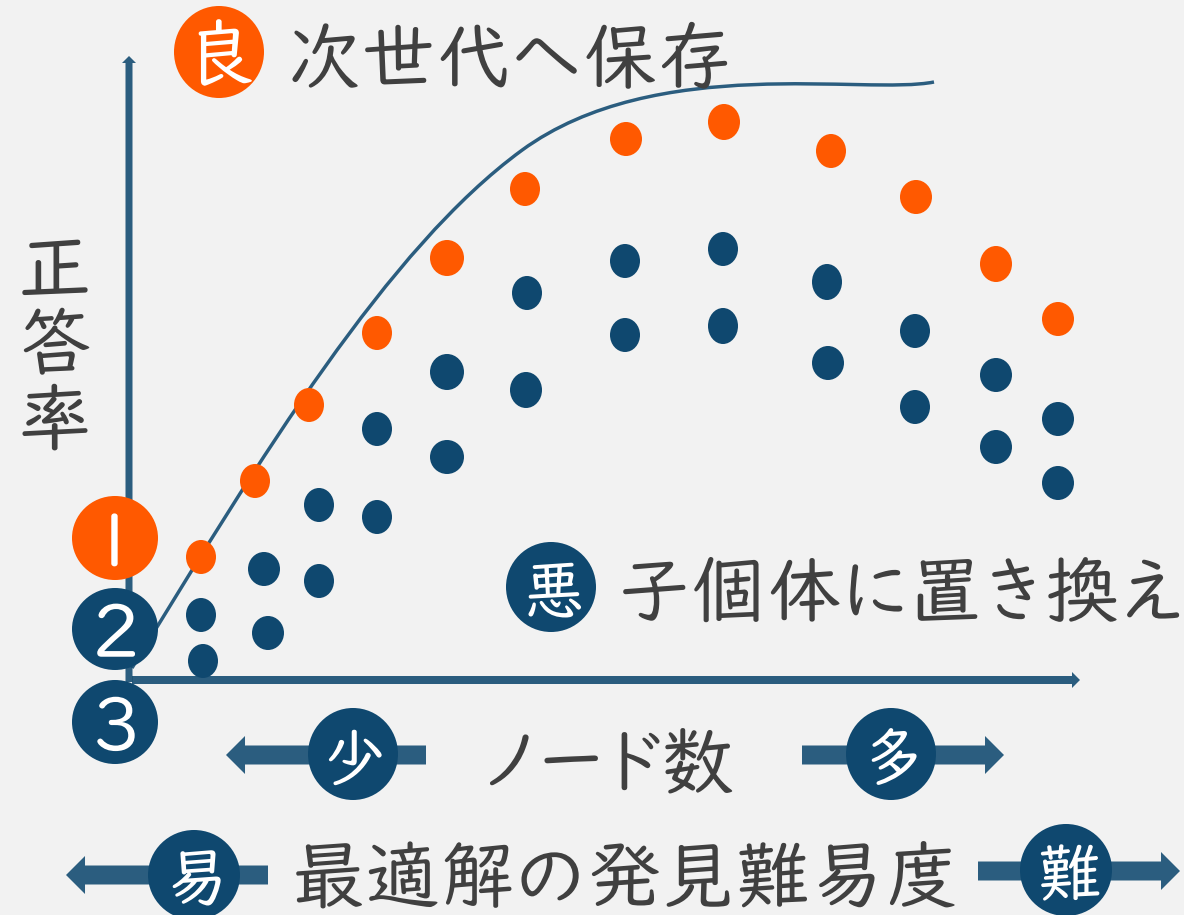 良 次世代へ保存
正答率
1
2
3
悪 子個体に置き換え
少 ノード数 多
易 最適解の発見難易度 難